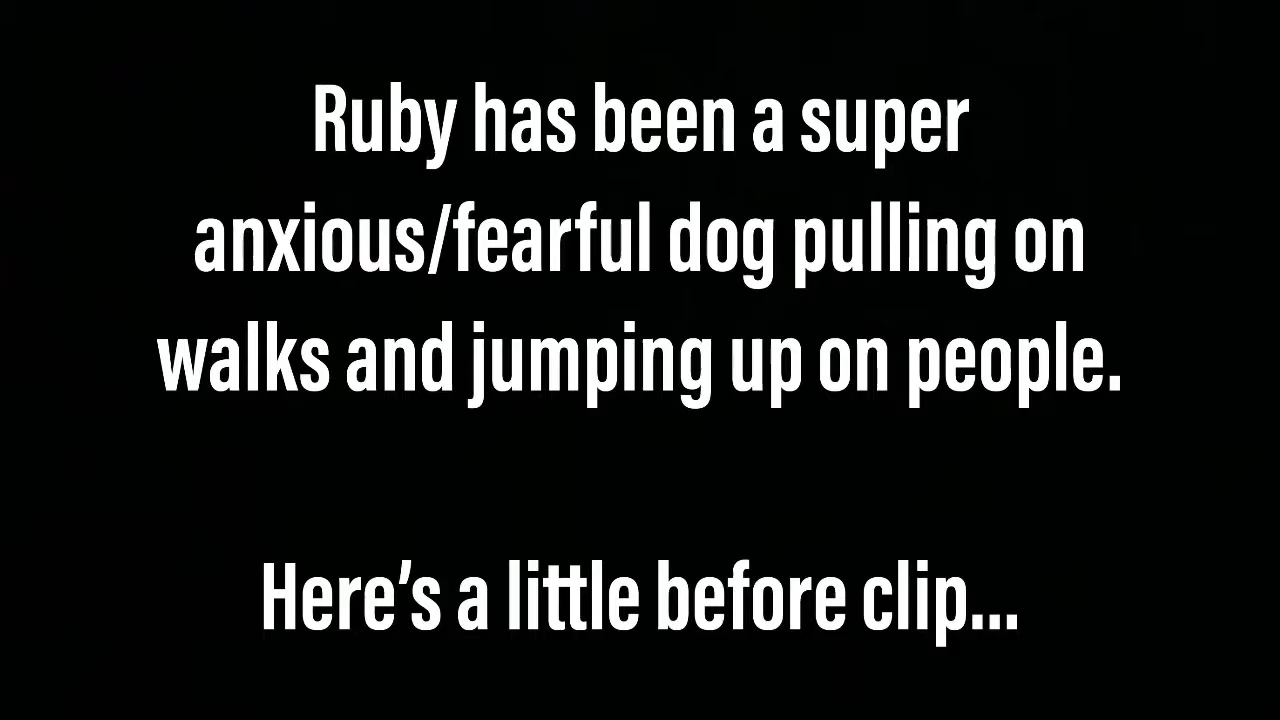 Ruby has been a super
anxious/fearful dog pulling on
walks and jumping up on people.
Here’s a little before clip...